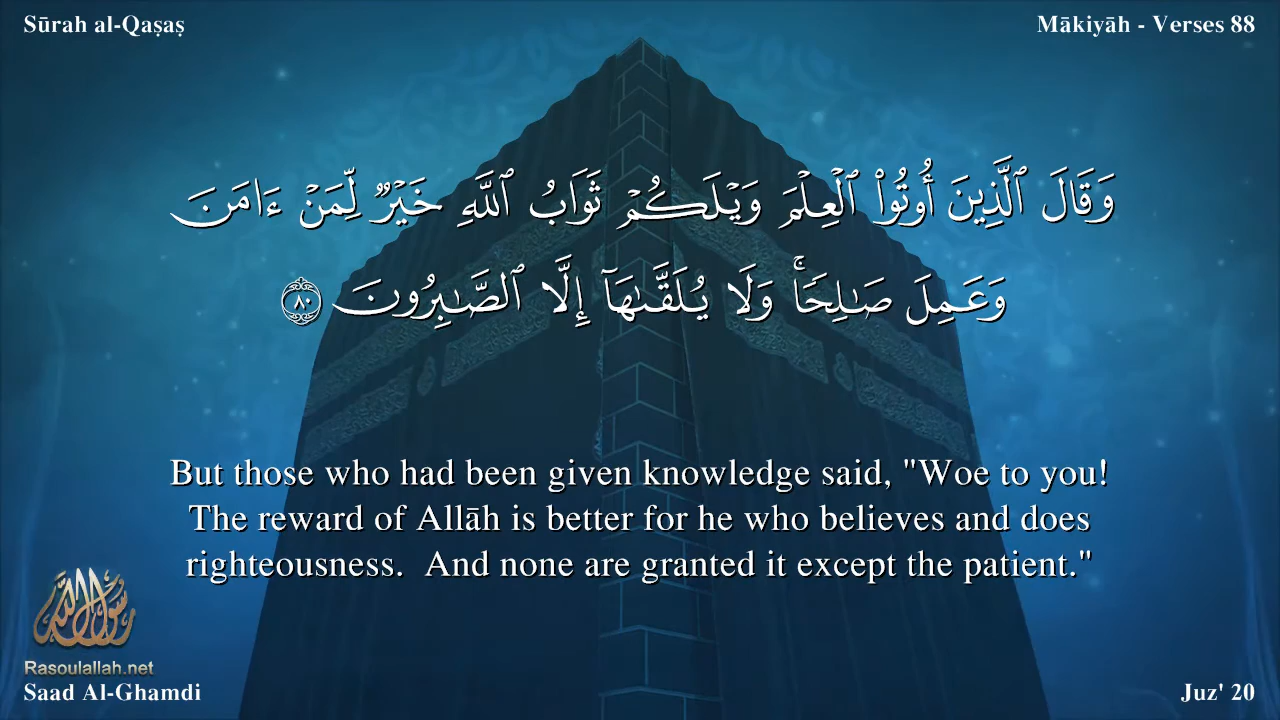 Sūrah al-Qaṣaṣ
Mākiyāh - Verses 88
وَقَالَ ٱلَّذِينَ أُوتُوا۟ ٱلْعِلْمَ وَيْلَكُمْ ثَوَابُ ٱللَّهِ خَيْرٌ لِّمَنْ ءَامَنَ
وَعَمِلَ صَـٰلِحًا ۚ وَلَا يُلَقَّىٰهَآ إِلَّا ٱلصَّـٰبِرُونَ ٨٠
But those who had been given knowledge said, "Woe to you!
The reward of Allāh is better for he who believes and does
righteousness.  And none are granted it except the patient."
رسول الله
Rasoulallah.net
Saad Al-Ghamdi
Juz' 20